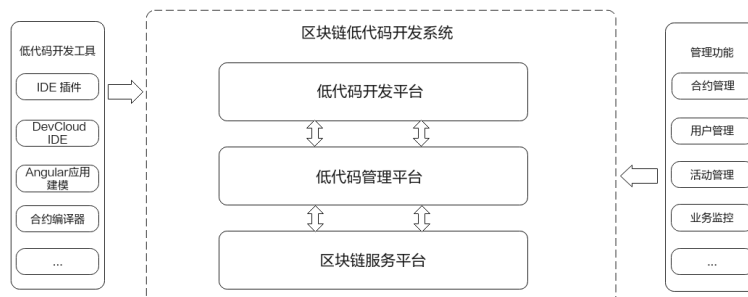 区块链低代码开发系统
低代码开发工具
IDE 插件
DevCloud
IDE
Angular应用
建模
合约编译器
...
低代码开发平台
低代码管理平台
区块链服务平台
管理功能
合约管理
用户管理
活动管理
业务监控
...